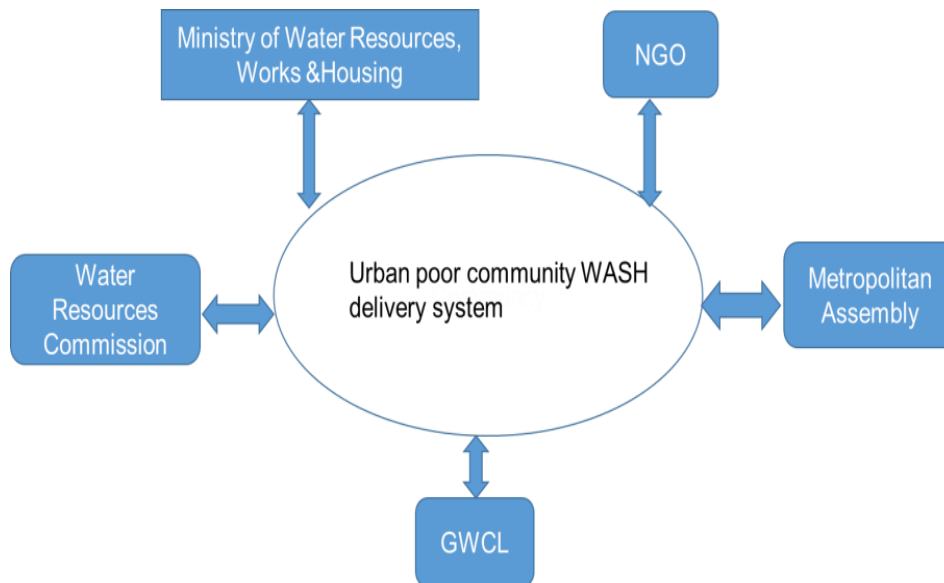 Ministry of Water Resources,
Works &Housing
NGO
Urban poor community WASH
delivery system
Water
Resources
Commission
Metropolitan
Assembly
GWCL